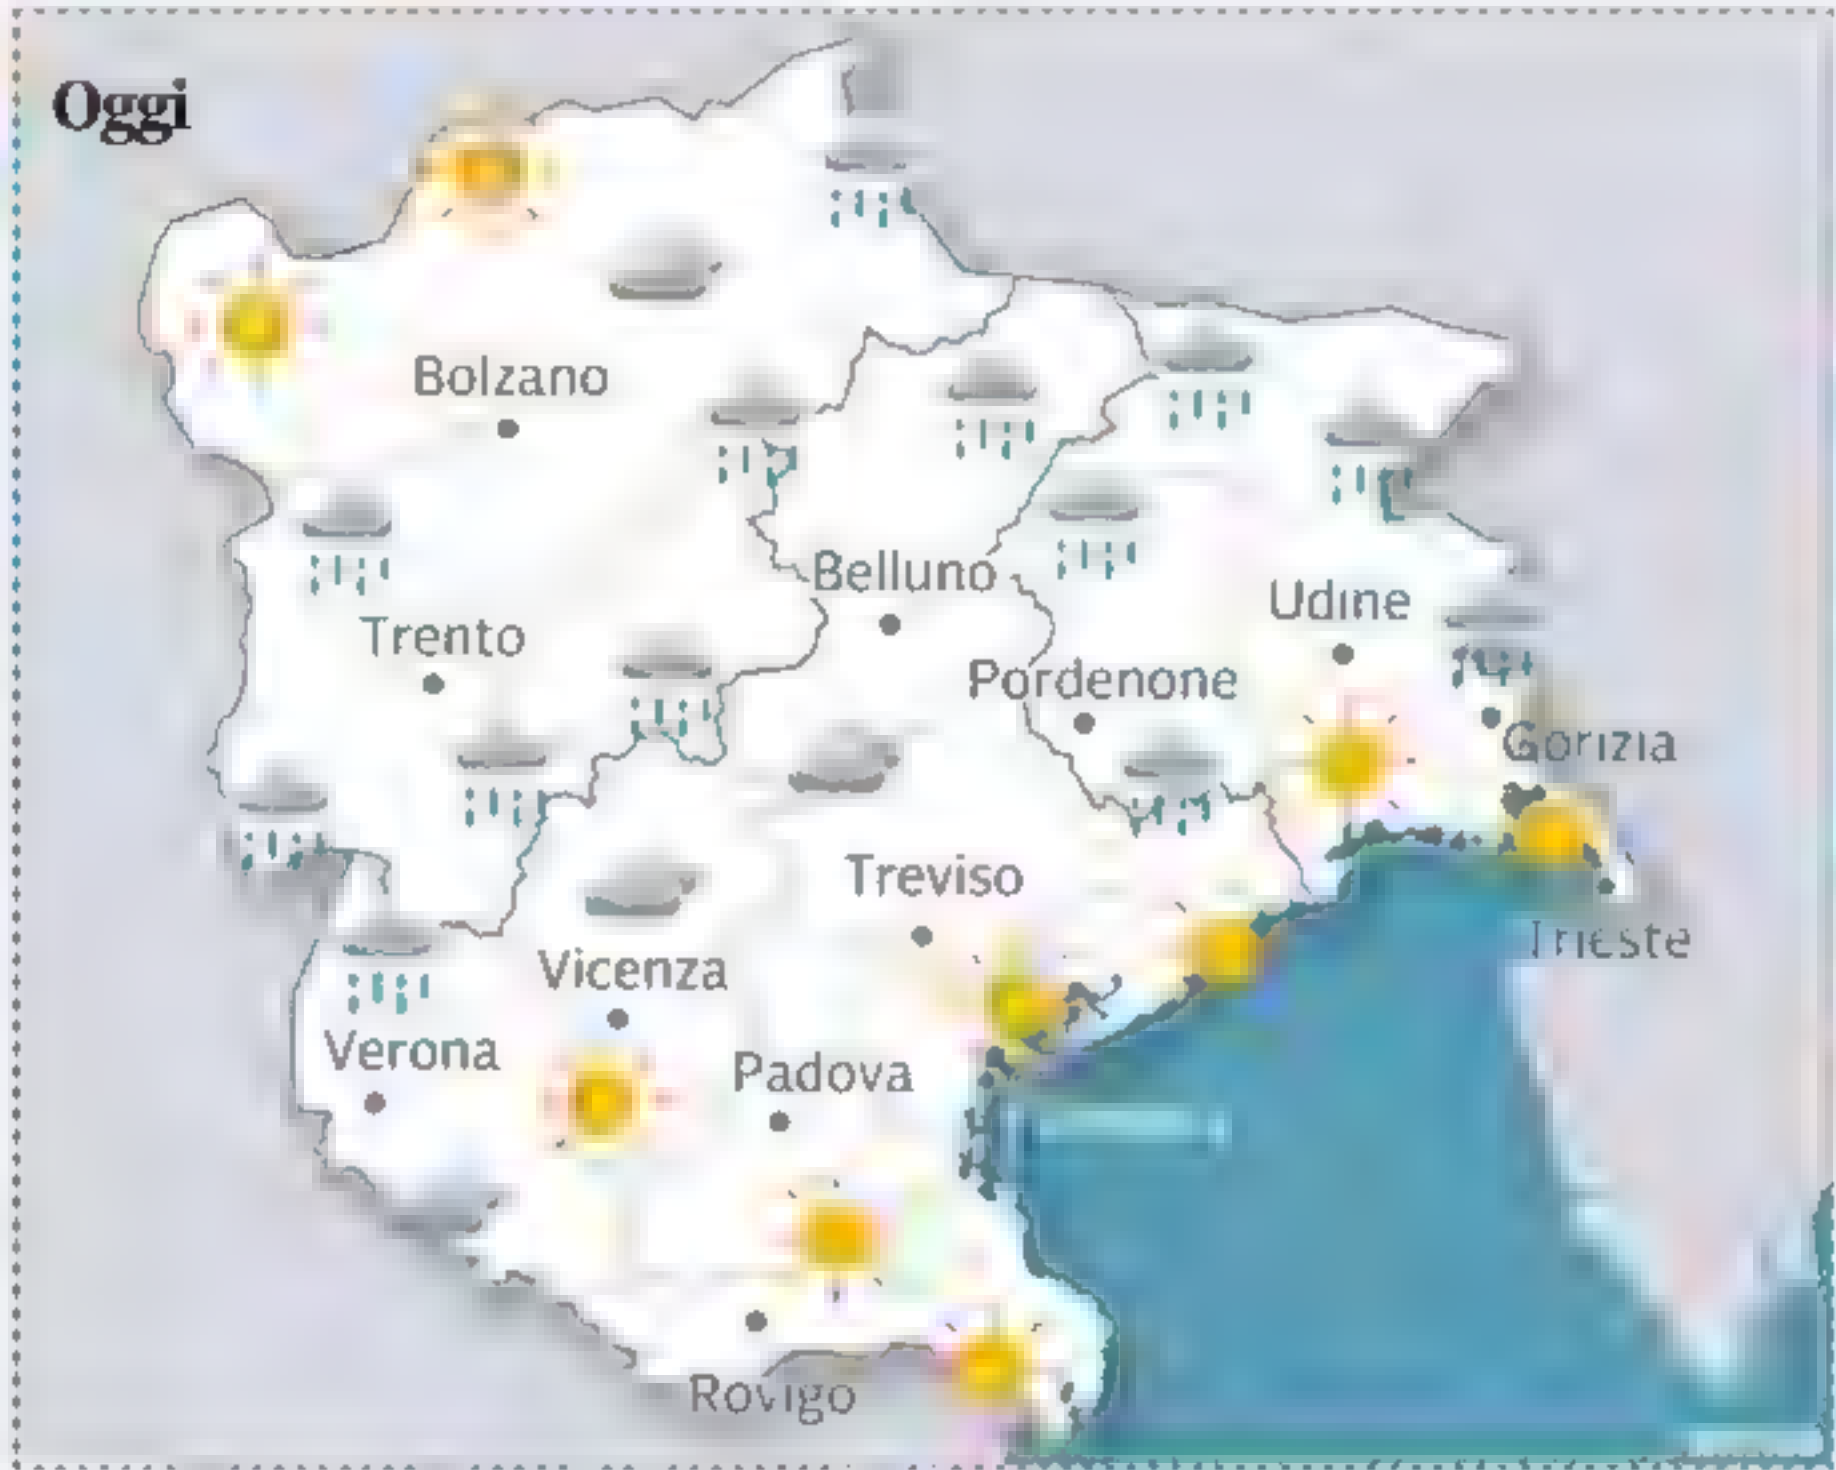 Oggi
Bolzano
Belluno
Udine
Trento
Pordenone
Gorizia
Treviso
Trieste
Vicenza
Verona
Padova
Rovigo